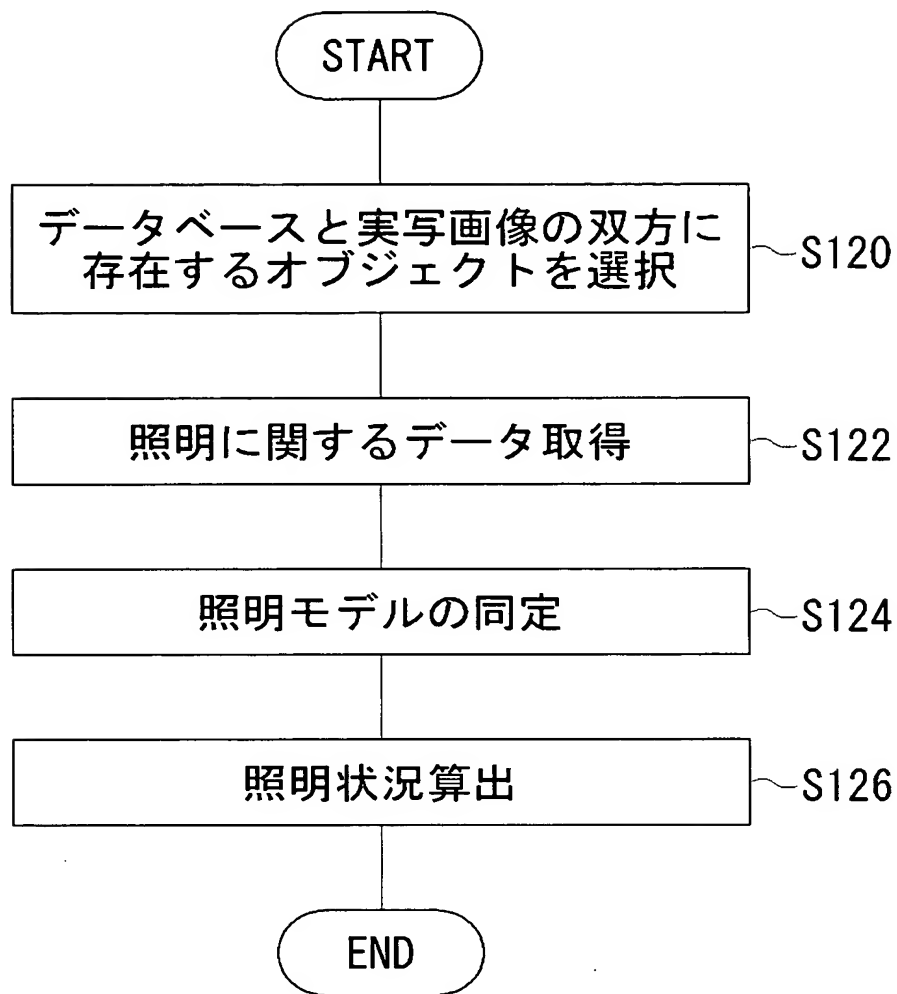 START
データベースと実写画像の双方に
存在するオブジェクトを選択
S120
照明に関するデータ取得
S122
照明モデルの同定
S124
照明状況算出
S126
END